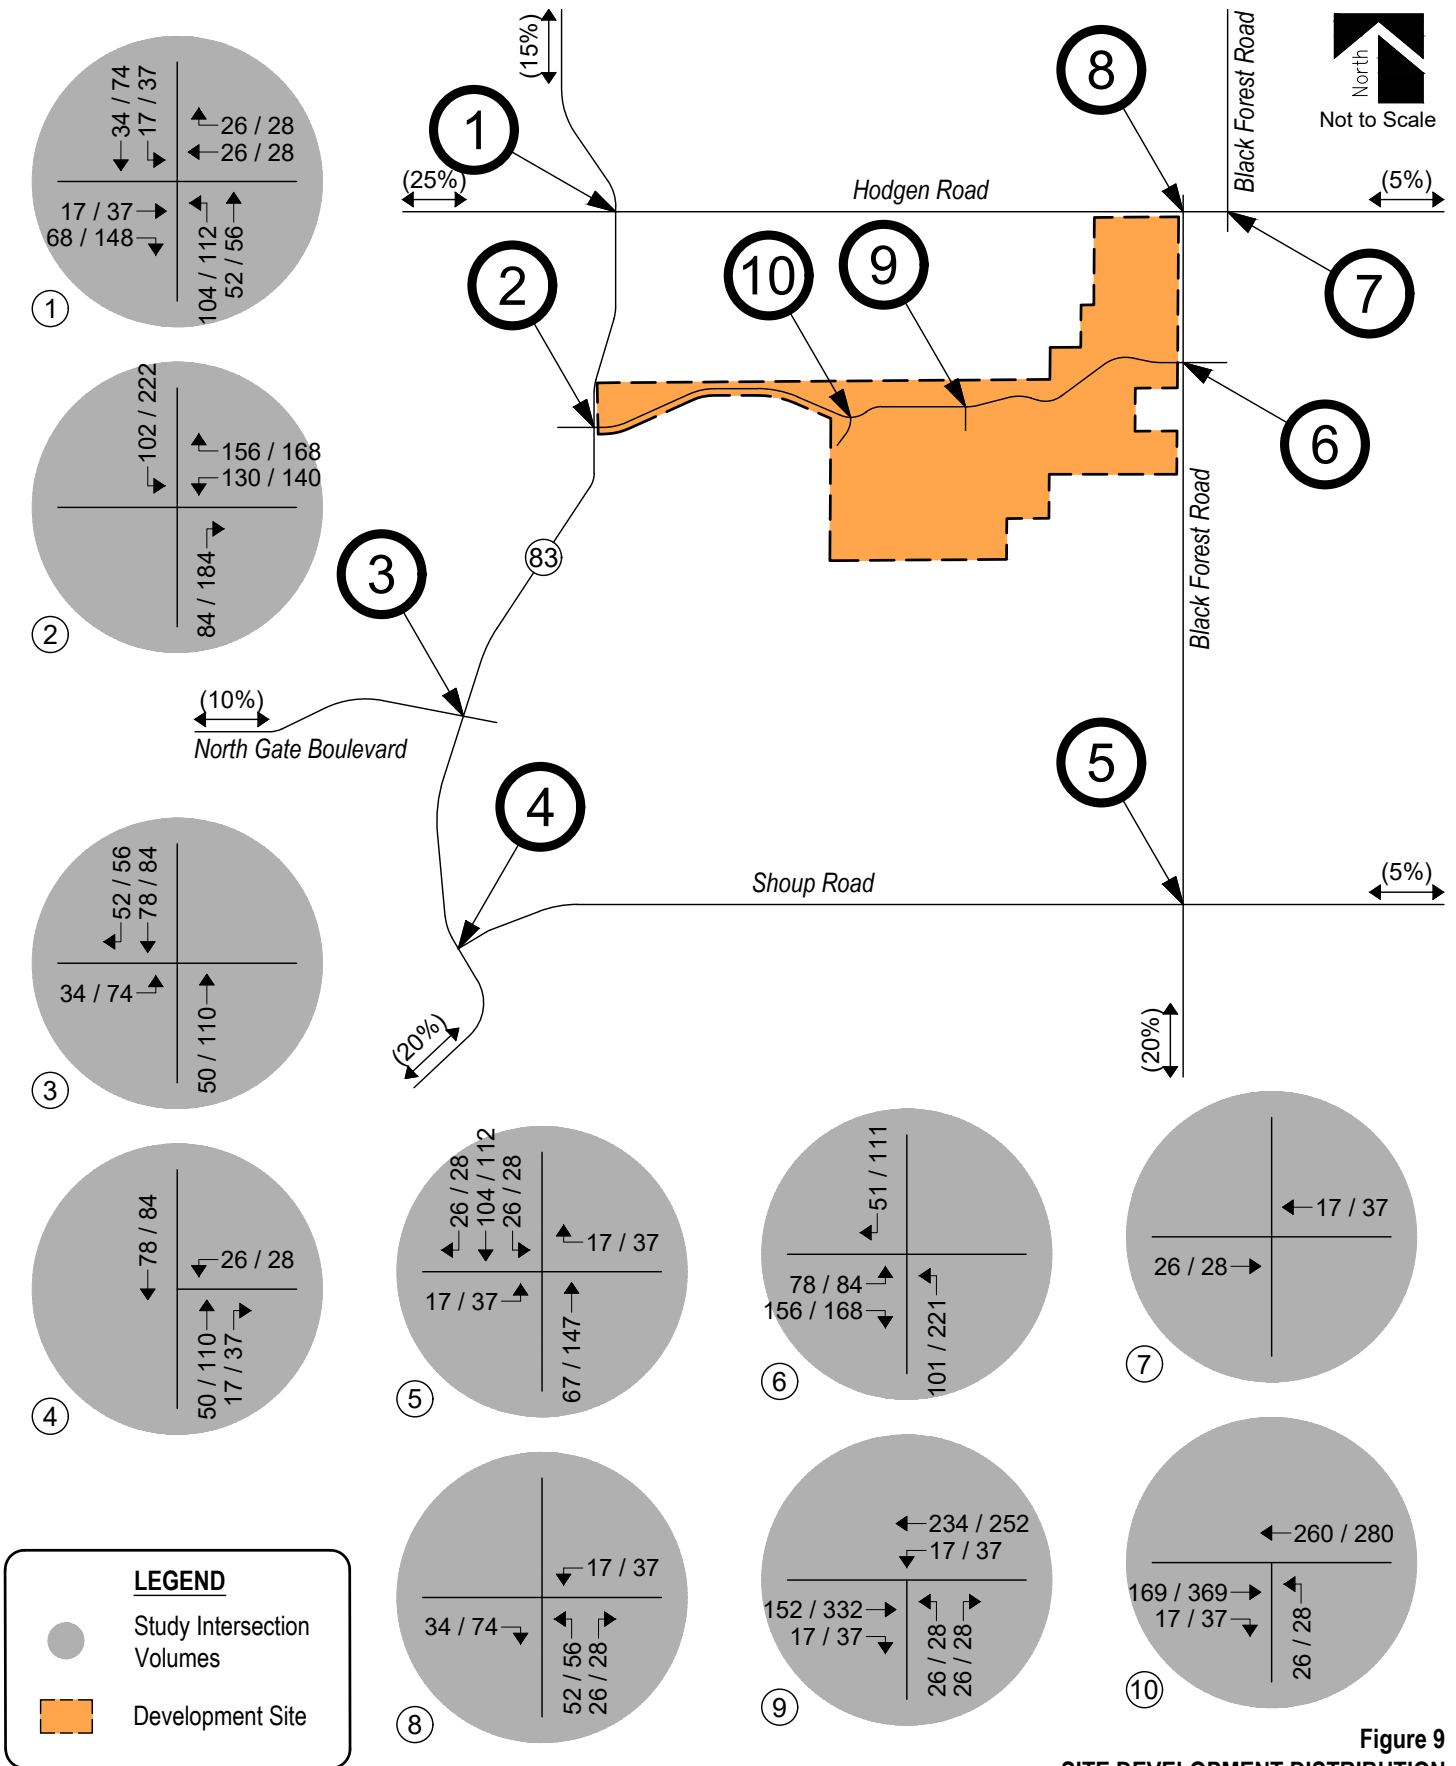 (15%)
8
Black Forest Road
North
Not to Scale
1
(25%)
Hodgen Road
(5%)
34 / 74
17 / 37
26 / 28
26 / 28
17 / 37
68 / 148
104 / 112
52 / 56
1
2
10
9
7
102 / 222
156 / 168
130 / 140
84 / 184
2
6
Black Forest Road
83
3
(10%)
North Gate Boulevard
4
5
Shoup Road
(5%)
(20%)
(20%)
52 / 56
78 / 84
34 / 74
50 / 110
3
78 / 84
26 / 28
50 / 110
17 / 37
4
26 / 28
104 / 112
26 / 28
17 / 37
17 / 37
67 / 147
5
51 / 111
78 / 84
156 / 168
101 / 221
6
17 / 37
26 / 28
7
17 / 37
34 / 74
52 / 56
26 / 28
8
234 / 252
17 / 37
152 / 332
17 / 37
26 / 28
26 / 28
9
260 / 280
169 / 369
17 / 37
26 / 28
10
LEGEND
Study Intersection
Volumes
Development Site
Figure 9
SITE DEVELOPMENT DISTRIBUTION